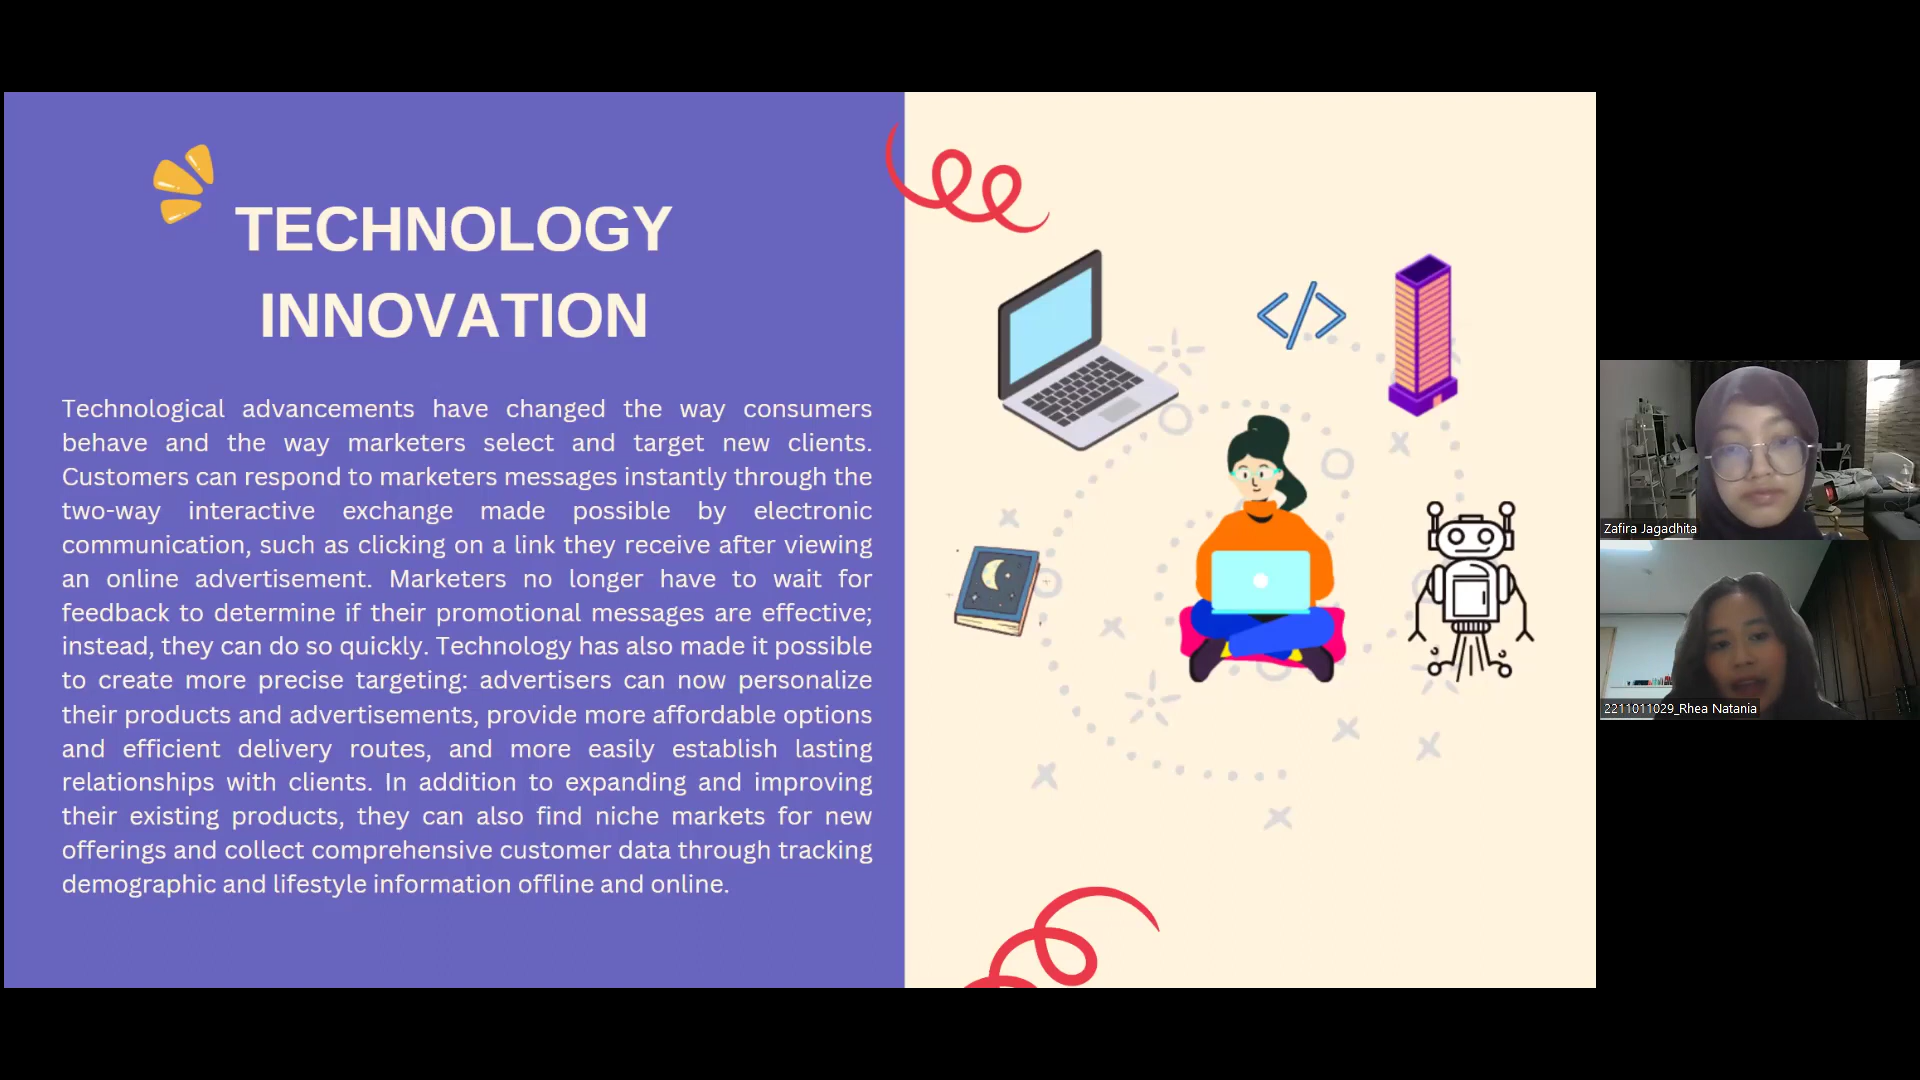 TECHNOLOGY
INNOVATION
Technological advancements have changed the way consumers
behave and the way marketers select and target new clients.
Customers can respond to marketers messages instantly through the
two-way interactive exchange made possible by electronic
communication, such as clicking on a link they receive after viewing
an online advertisement. Marketers no longer have to wait for
feedback to determine if their promotional messages are effective;
instead, they can do so quickly. Technology has also made it possible
to create more precise targeting: advertisers can now personalize
their products and advertisements, provide more affordable options
and efficient delivery routes, and more easily establish lasting
relationships with clients. In addition to expanding and improving
their existing products, they can also find niche markets for new
offerings and collect comprehensive customer data through tracking
demographic and lifestyle information offline and online.
</>
Zafira Jagadhita
2211011029_Rhea Natania